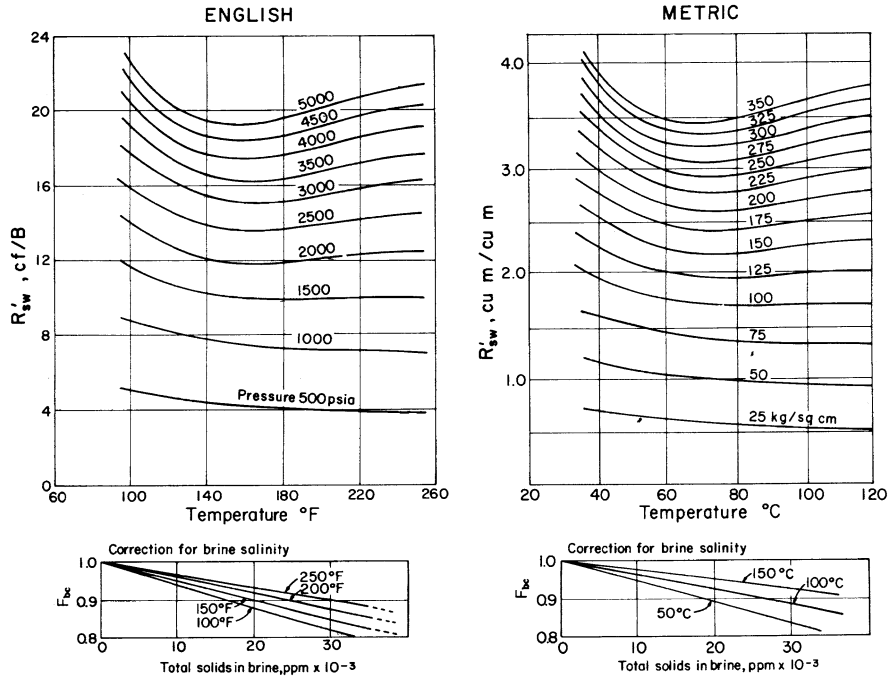 ENGLISH
R'sw, cf/B
24
20
16
12
8
4
0
5000
4500
4000
3500
3000
2500
2000
1500
1000
Pressure 500 psia
60
100
140
180
220
260
Temperature °F
Correction for brine salinity
Fbc
1.0
0.9
0.8
250°F
200°F
150°F
100°F
0
10
20
30
Total solids in brine, ppm x 10-3
METRIC
R'sw, cu m / cu m
4.0
3.0
2.0
1.0
0
350
325
300
275
250
225
200
175
150
125
100
75
50
25 kg/sq cm
20
40
60
80
100
120
Temperature °C
Correction for brine salinity
Fbc
1.0
0.9
0.8
150°C
100°C
50°C
0
10
20
30
Total solids in brine, ppm x 10-3